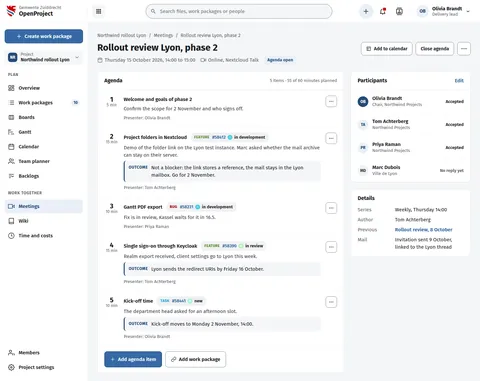 Gemeente Zuidbrecht
OpenProject
Search files, work packages or people
Olivia Brandt
Delivery lead
Create work package
Project
Northwind rollout Lyon
PLAN
Overview
Work packages
Boards
Gantt
Calendar
Team planner
Backlogs
WORK TOGETHER
Meetings
Wiki
Time and costs
Members
Project settings
Northwind rollout Lyon / Meetings / Rollout review Lyon, phase 2
Rollout review Lyon, phase 2
Thursday 15 October 2026, 14:00 to 15:00
Online, Nextcloud Talk
Agenda open
Add to calendar
Close agenda
Agenda
5 items · 55 of 60 minutes planned
1
Welcome and goals of phase 2
Confirm the scope for 2 November and who signs off.
Presenter: Olivia Brandt
2
10 min
Project folders in Nextcloud
FEATURE
in development
Demo of the folder link on the Lyon test instance. Marc asked whether the mail archive
can stay on their server.
OUTCOME
Not a blocker: the link stores a reference, the mail stays in the Lyon
mailbox. Go for 2 November.
Presenter: Tom Achterberg
3
10 min
Gantt PDF export
BUG
in development
Fix is in review, Kassel waits for it in 16.5.
Presenter: Priya Raman
4
Single sign-on through Keycloak
FEATURE
in review
Realm export received, client settings go to Lyon this week.
OUTCOME
Lyon sends the redirect URIs by Friday 16 October.
Presenter: Tom Achterberg
5
10 min
Kick-off time
TASK
new
The department head asked for an afternoon slot.
OUTCOME
Kick-off moves to Monday 2 November, 14:00.
Presenter: Olivia Brandt
Add agenda item
Add work package
Participants
Edit
OB
Olivia Brandt
Chair, Northwind Projects
Accepted
TA
Tom Achterberg
Northwind Projects
Accepted
PR
Priya Raman
Northwind Projects
Accepted
MD
Marc Dubois
Ville de Lyon
No reply yet
Details
Series
Weekly, Thursday 14:00
Author
Tom Achterberg
Previous
Rollout review, 8 October
Mail
Invitation sent 9 October,
linked to the Lyon thread